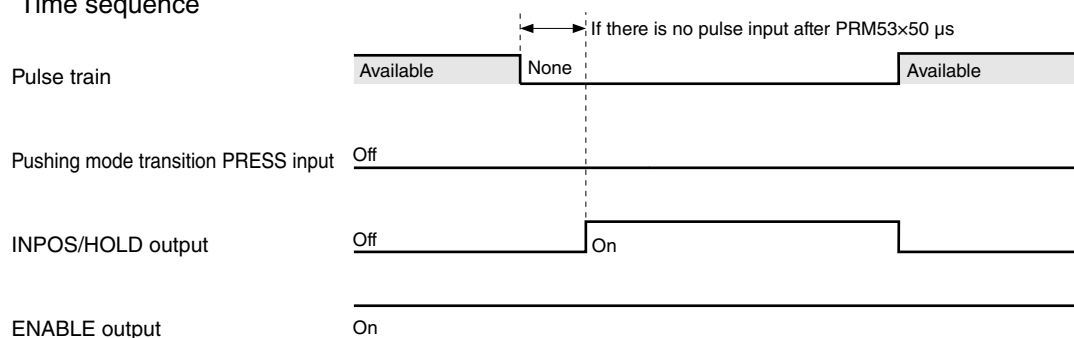 Time sequence
If there is no pulse input after PRM53×50 µs
Pulse train
Available
None
Available
Pushing mode transition PRESS input
Off
INPOS/HOLD output
Off
On
ENABLE output
On